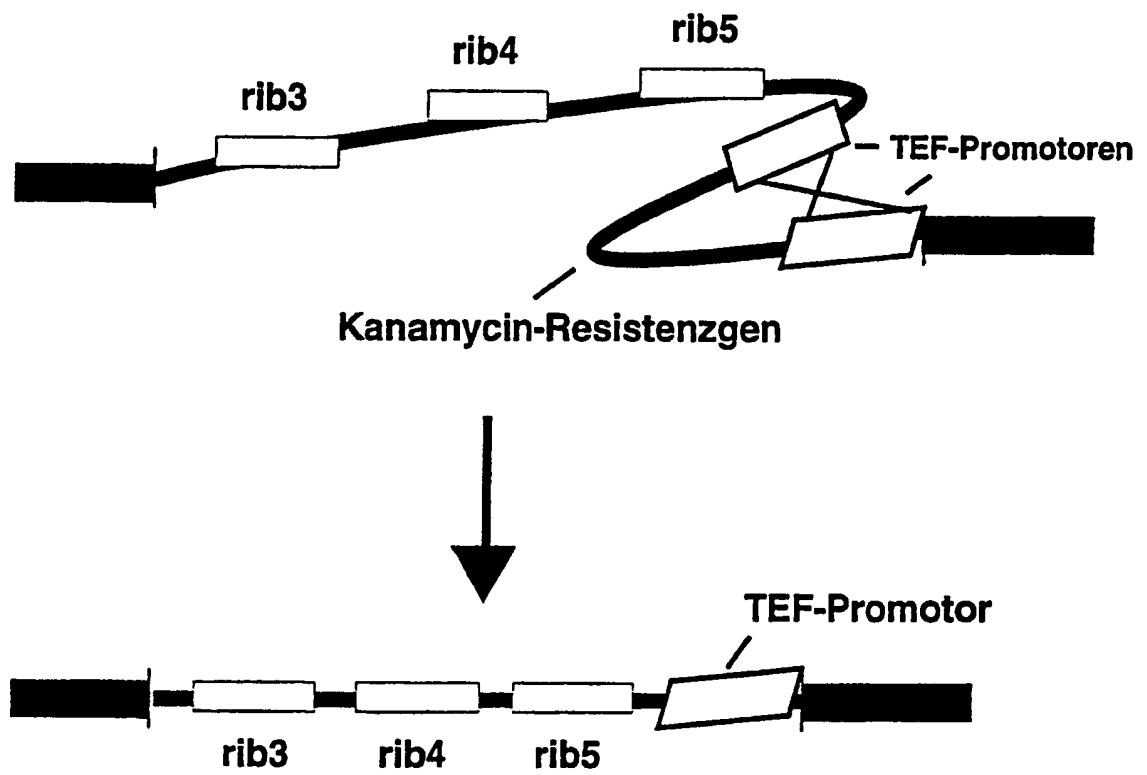 rib5
rib4
rib3
TEF-Promotoren
Kanamycin-Resistenzgen
TEF-Promotor
rib3 rib4 rib5